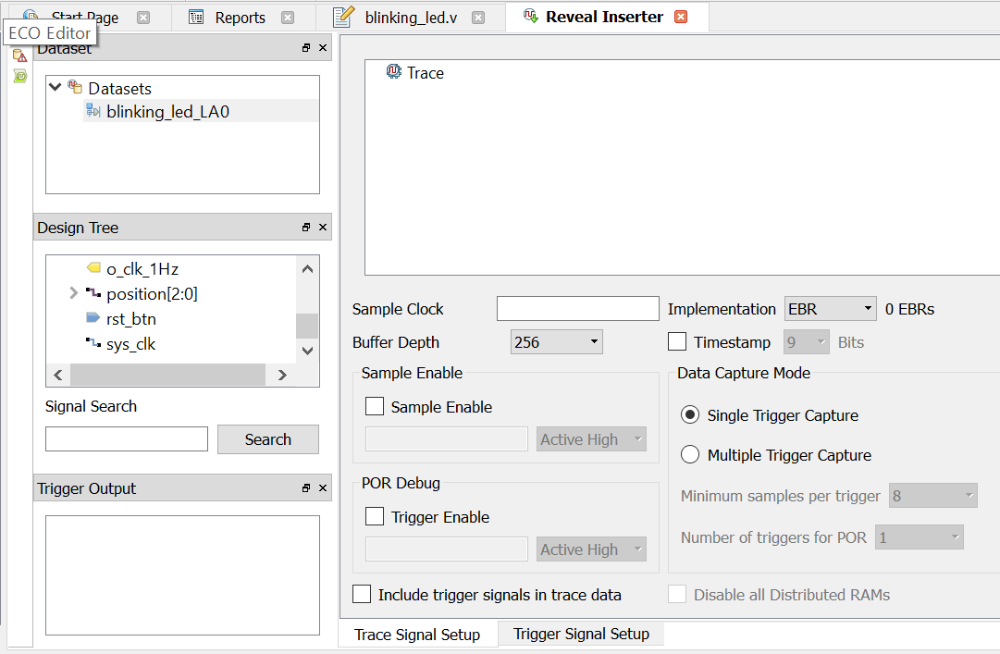 Start Page
Reports
blinking_led.v
Reveal Inserter
ECO Editor
Dataset
Datasets
blinking_led_LA0
Design Tree
o_clk_1Hz
position[2:0]
rst_btn
sys_clk
Signal Search
Search
Trigger Output
Trace
Sample Clock
Implementation EBR 0 EBRs
Buffer Depth 256
Timestamp 9 Bits
Sample Enable
Sample Enable
Active High
POR Debug
Trigger Enable
Active High
Include trigger signals in trace data
Data Capture Mode
Single Trigger Capture
Multiple Trigger Capture
Minimum samples per trigger 8
Number of triggers for POR 1
Disable all Distributed RAMs
Trace Signal Setup
Trigger Signal Setup